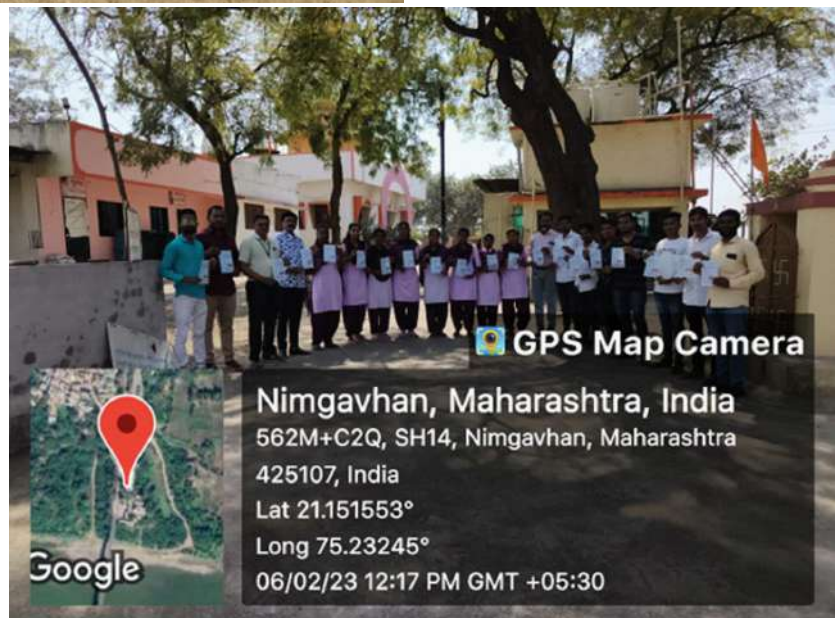 GPS Map Camera
Nimgavhan, Maharashtra, India
562M+C2Q, SH14, Nimgavhan, Maharashtra
425107, India
Lat 21.151553°
Long 75.23245°
06/02/23 12:17 PM GMT +05:30
Google